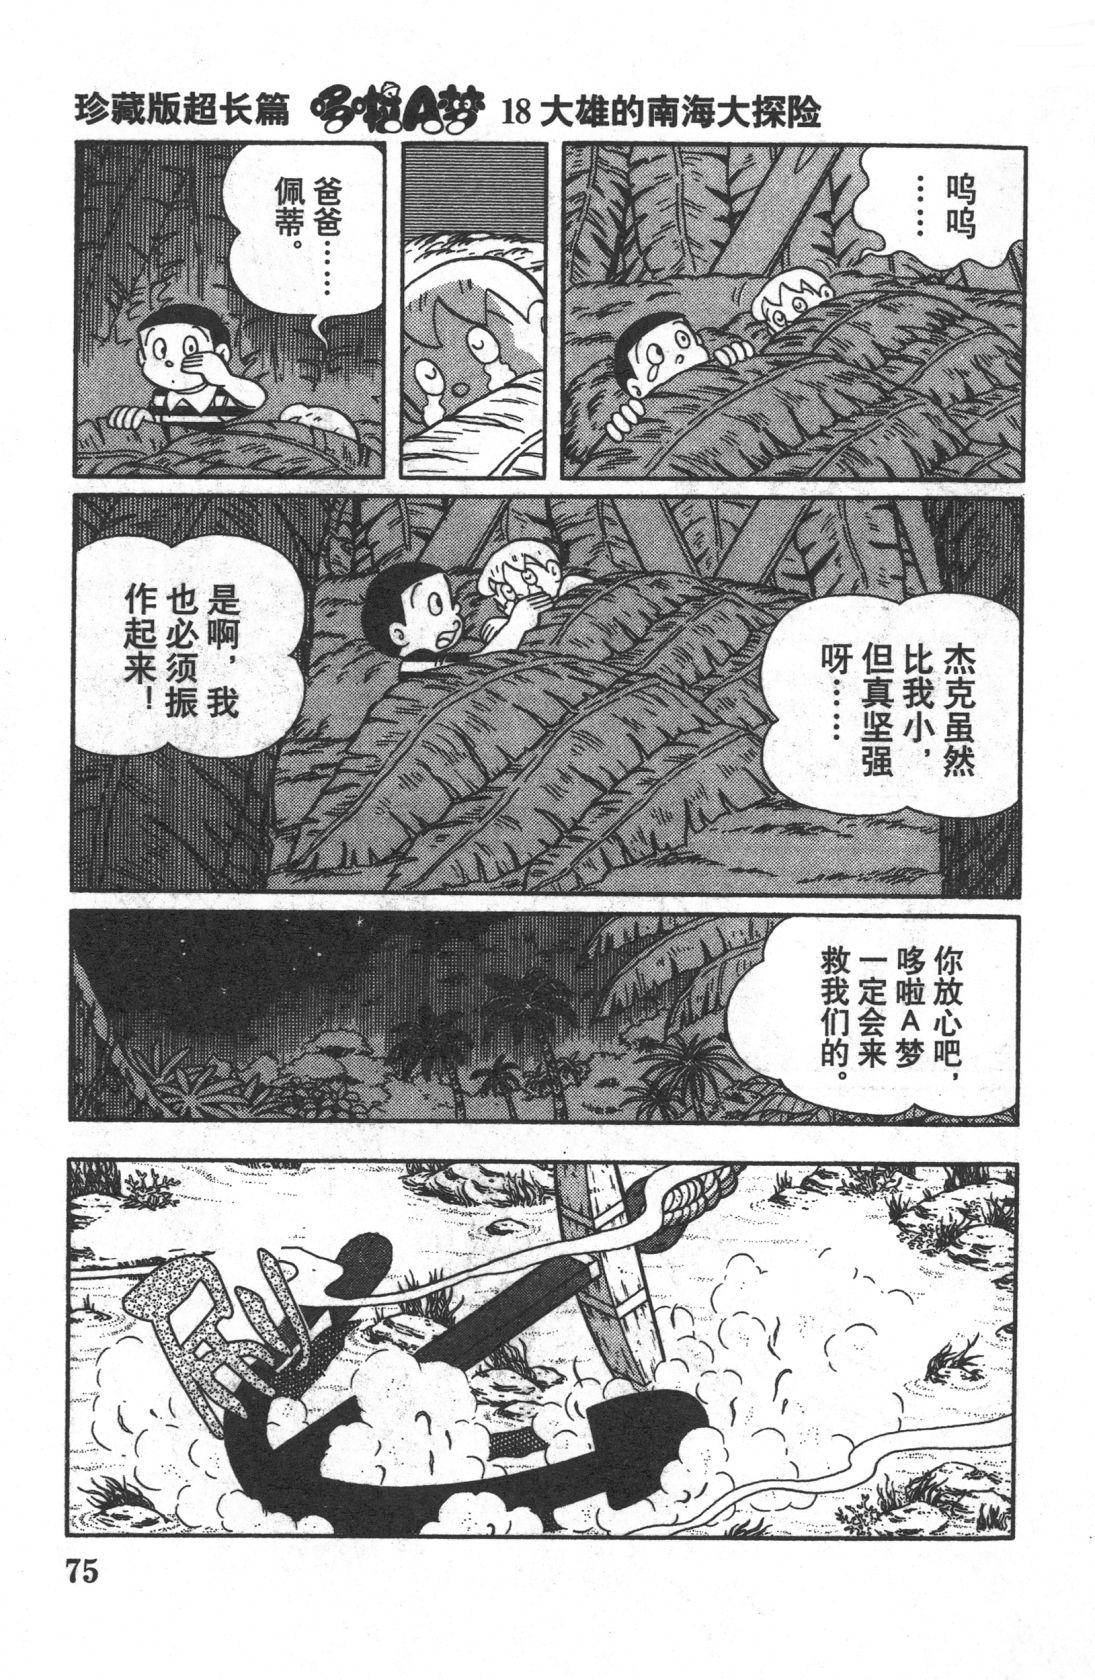 珍藏版超长篇 哆啦A梦 18 大雄的南海大探险
呜呜
……
爸爸……
佩蒂。
杰克虽然
比我小，
但真坚强
呀……
是啊，我
也必须振
作起来！
你放心吧，
哆啦A梦
一定会来
救我们的。
75